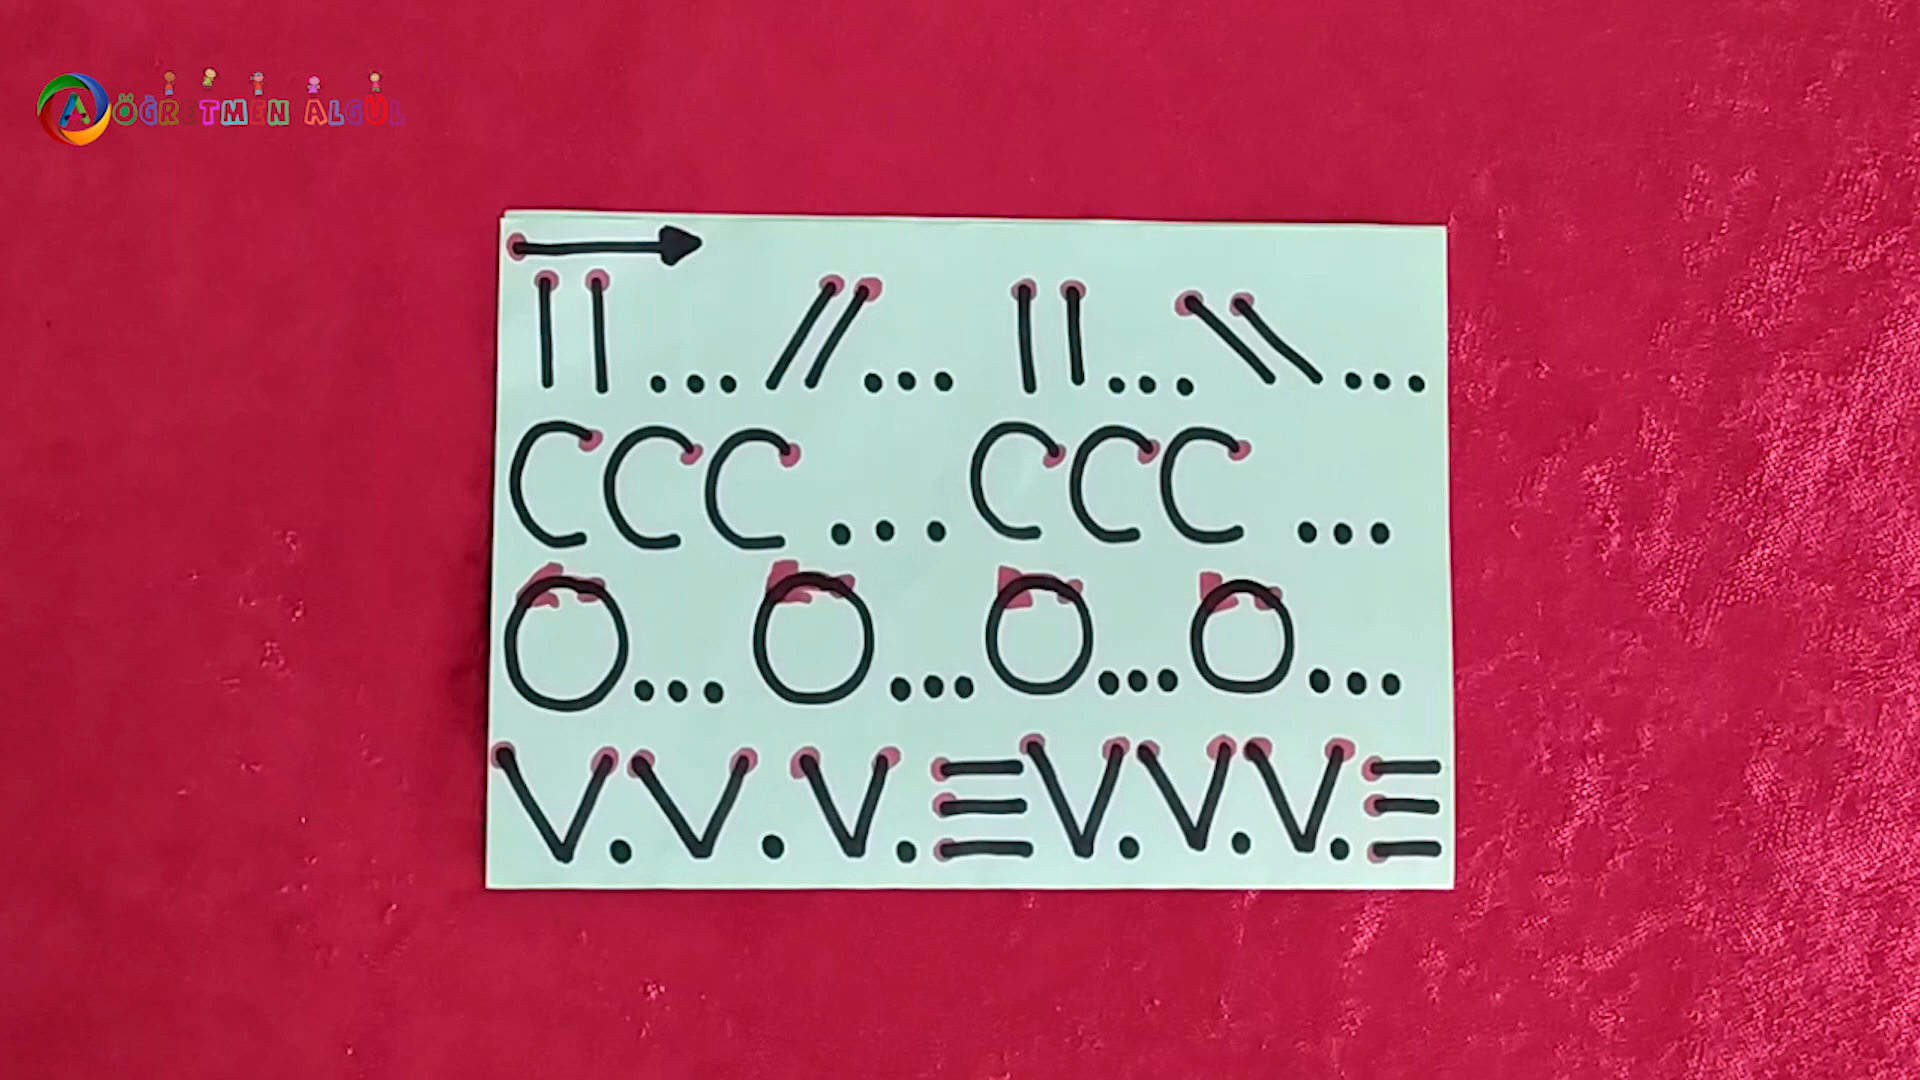 ÖĞRETMEN ALGÜL
| | ... / / ... | | ... \ \ ...
C C C ... C C C ...
O ... O ... O ... O ...
V . V . V . ≡ V . V . V . ≡